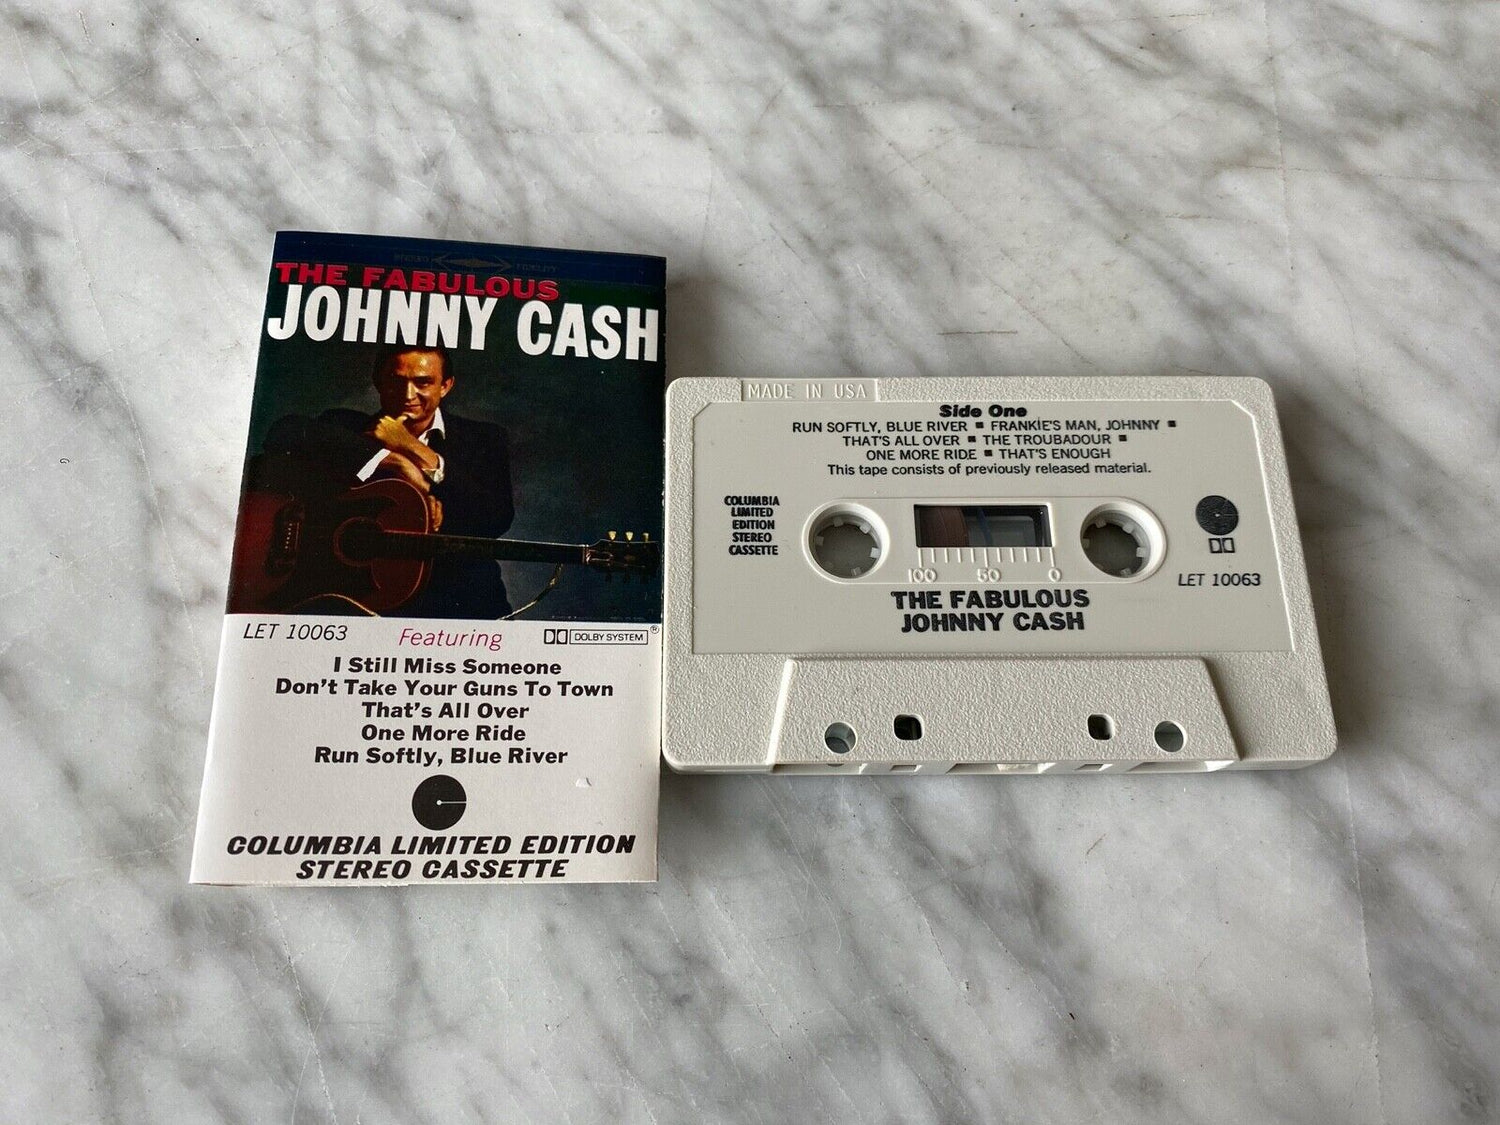 STEREO FIDELITY
THE FABULOUS
JOHNNY CASH
LET 10063
Featuring
DOLBY SYSTEM®
I Still Miss Someone
Don't Take Your Guns To Town
That's All Over
One More Ride
Run Softly, Blue River
COLUMBIA LIMITED EDITION
STEREO CASSETTE
MADE IN USA
Side One
RUN SOFTLY, BLUE RIVER ■ FRANKIE'S MAN, JOHNNY ■
THAT'S ALL OVER ■ THE TROUBADOUR ■
ONE MORE RIDE ■ THAT'S ENOUGH
This tape consists of previously released material.
COLUMBIA
LIMITED
EDITION
STEREO
CASSETTE
100 50 0
LET 10063
THE FABULOUS
JOHNNY CASH